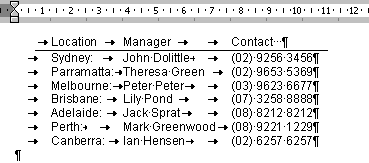 1 2 3 4 5 6 7 8 9 10 11 12
Location Manager Contact
Sydney: John Dolittle (02) 9256 3456
Parramatta: Theresa Green (02) 9653 5369
Melbourne: Peter Peter (03) 9623 6677
Brisbane: Lily Pond (07) 3258 8888
Adelaide: Jack Sprat (08) 8212 8212
Perth: Mark Greenwood (08) 9221 1229
Canberra: Ian Hensen (02) 6257 6257